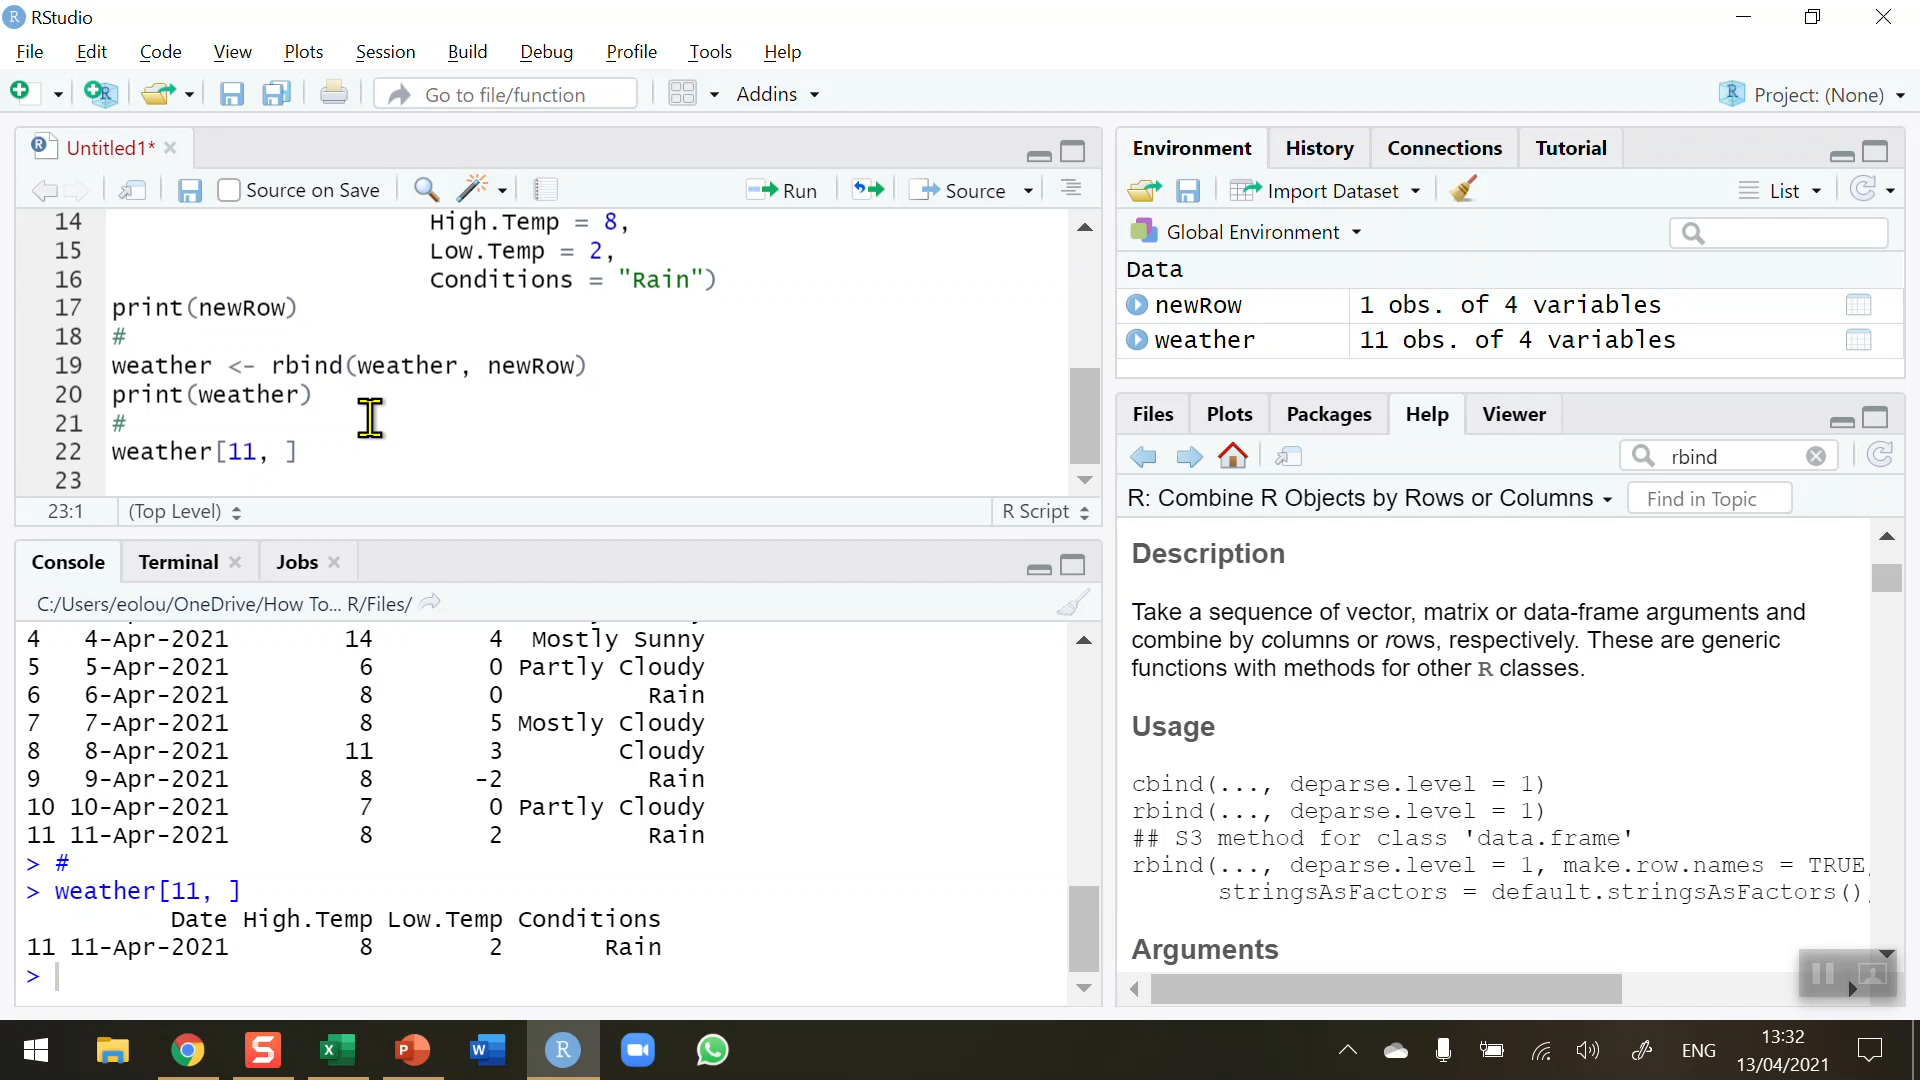 RStudio
File Edit Code View Plots Session Build Debug Profile Tools Help
Go to file/function Addins Project: (None)
Untitled1*
Source on Save Run Source
14 High.Temp = 8,
15 Low.Temp = 2,
16 Conditions = "Rain")
17 print(newRow)
18 #
19 weather <- rbind(weather, newRow)
20 print(weather)
21 #
22 weather[11, ]
23
23:1 (Top Level) R Script
Console Terminal Jobs
C:/Users/eolou/OneDrive/How To... R/Files/
4 4-Apr-2021 14 4 Mostly Sunny
5 5-Apr-2021 6 0 Partly Cloudy
6 6-Apr-2021 8 0 Rain
7 7-Apr-2021 8 5 Mostly Cloudy
8 8-Apr-2021 11 3 Cloudy
9 9-Apr-2021 8 -2 Rain
10 10-Apr-2021 7 0 Partly Cloudy
11 11-Apr-2021 8 2 Rain
> #
> weather[11, ]
Date High.Temp Low.Temp Conditions
11 11-Apr-2021 8 2 Rain
>
Environment History Connections Tutorial
Import Dataset List
Global Environment
Data
newRow 1 obs. of 4 variables
weather 11 obs. of 4 variables
Files Plots Packages Help Viewer
rbind
R: Combine R Objects by Rows or Columns Find in Topic
Description
Take a sequence of vector, matrix or data-frame arguments and
combine by columns or rows, respectively. These are generic
functions with methods for other R classes.
Usage
cbind(..., deparse.level = 1)
rbind(..., deparse.level = 1)
## S3 method for class 'data.frame'
rbind(..., deparse.level = 1, make.row.names = TRUE,
stringsAsFactors = default.stringsAsFactors(),
Arguments
ENG
13:32
13/04/2021